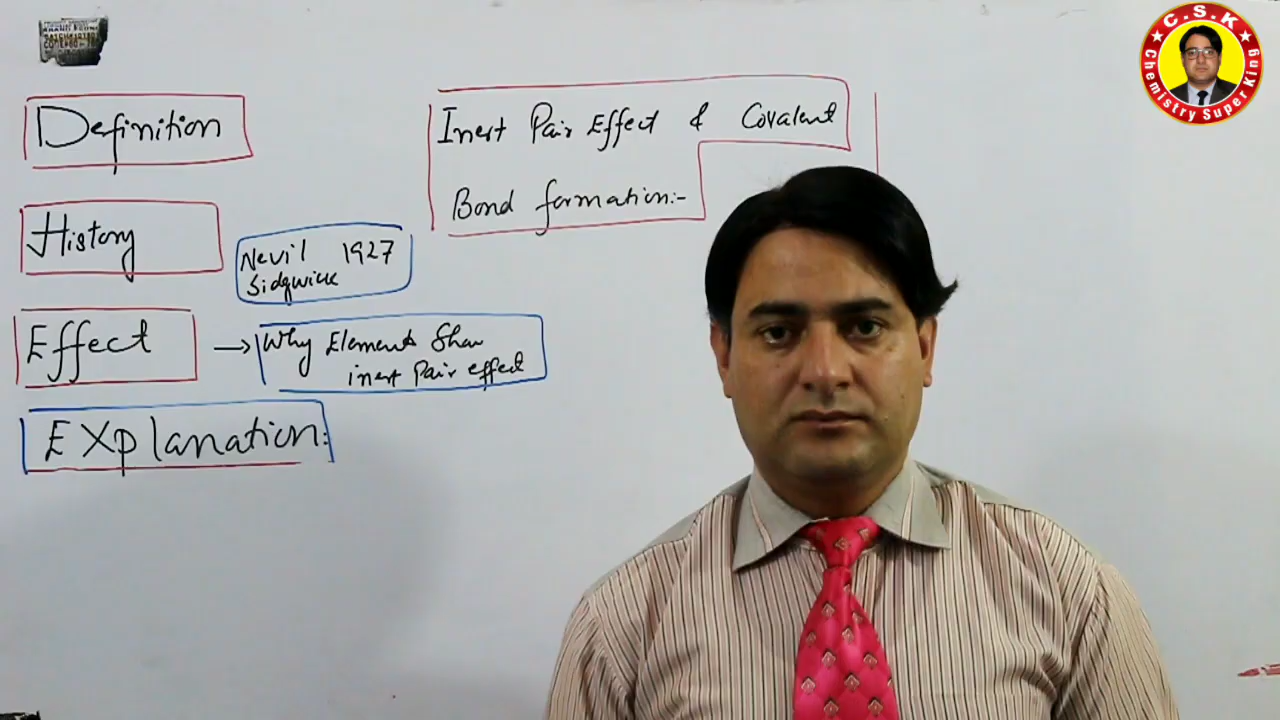 Definition
History
Nevil 1927
Sidgwick
Effect
Why Elements Show
inert Pair effect
EXplanation:
Inert Pair Effect & Covalent
Bond formation:-
C.S.K
Chemistry Super King